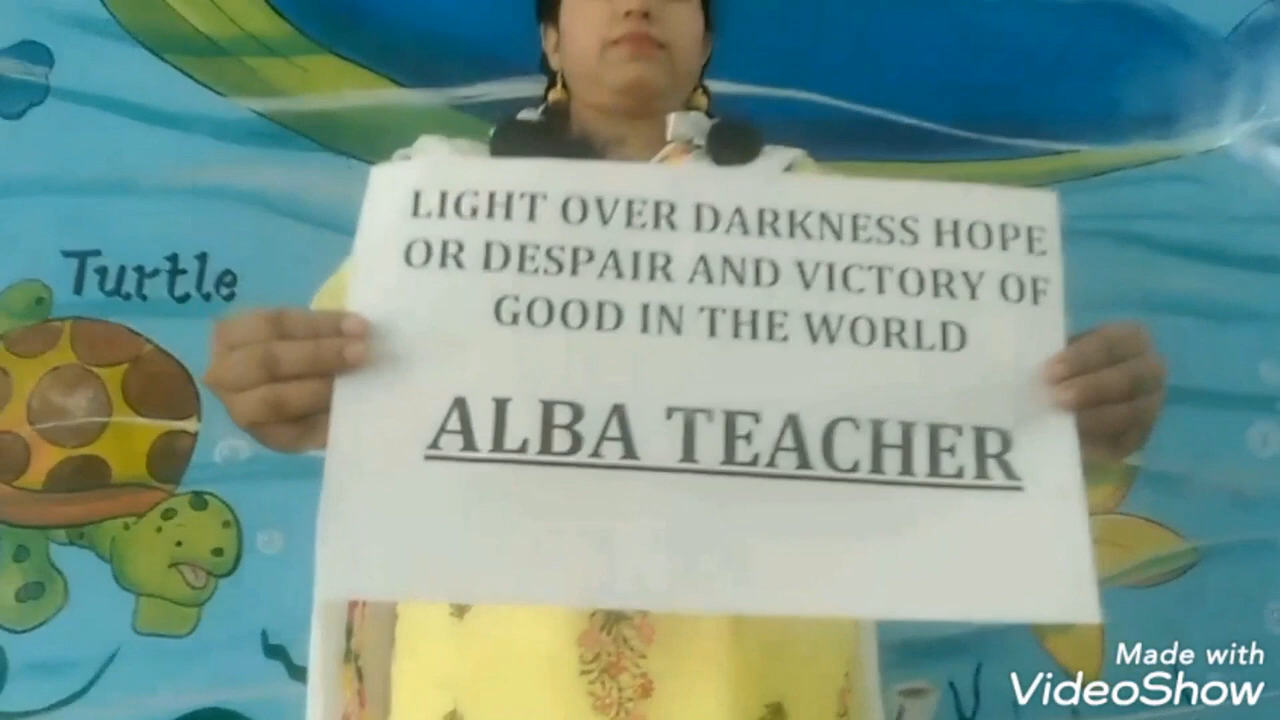 LIGHT OVER DARKNESS HOPE
OR DESPAIR AND VICTORY OF
GOOD IN THE WORLD
ALBA TEACHER
Turtle
Made with
VideoShow